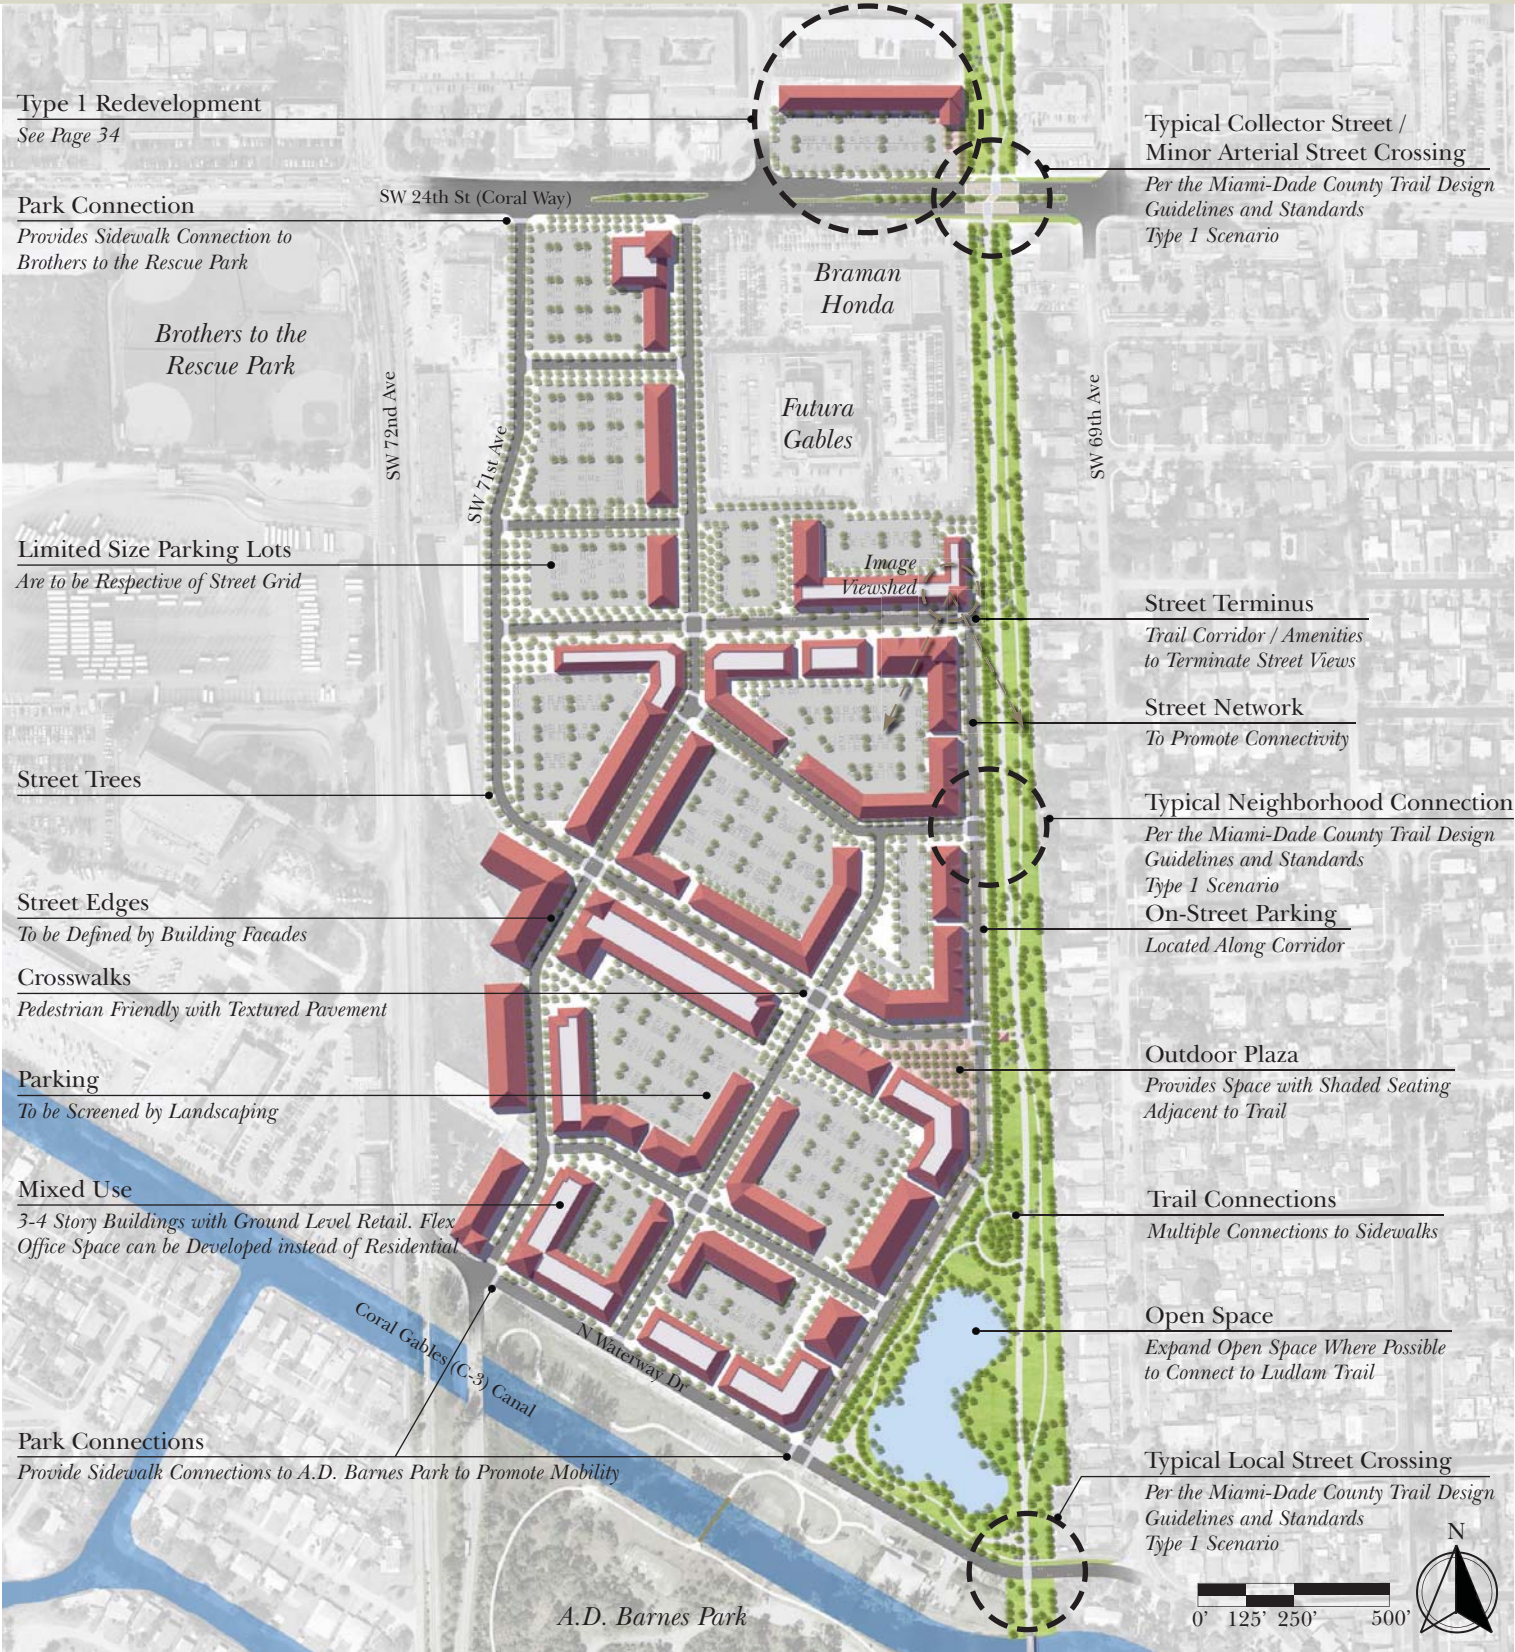 Type 1 Redevelopment
See Page 34
Park Connection
Provides Sidewalk Connection to
Brothers to the Rescue Park
Brothers to the
Rescue Park
SW 72nd Ave
SW 71st Ave
SW 24th St (Coral Way)
Braman
Honda
Futura
Gables
SW 69th Ave
Typical Collector Street /
Minor Arterial Street Crossing
Per the Miami-Dade County Trail Design
Guidelines and Standards
Type 1 Scenario
Limited Size Parking Lots
Are to be Respective of Street Grid
Image
Viewshed
Street Terminus
Trail Corridor / Amenities
to Terminate Street Views
Street Network
To Promote Connectivity
Street Trees
Typical Neighborhood Connection
Per the Miami-Dade County Trail Design
Guidelines and Standards
Type 1 Scenario
Street Edges
To be Defined by Building Facades
On-Street Parking
Located Along Corridor
Crosswalks
Pedestrian Friendly with Textured Pavement
Outdoor Plaza
Provides Space with Shaded Seating
Adjacent to Trail
Parking
To be Screened by Landscaping
Mixed Use
3-4 Story Buildings with Ground Level Retail. Flex
Office Space can be Developed instead of Residential
Trail Connections
Multiple Connections to Sidewalks
Open Space
Expand Open Space Where Possible
to Connect to Ludlam Trail
Coral Gables (C-3) Canal
N Waterway Dr
Park Connections
Provide Sidewalk Connections to A.D. Barnes Park to Promote Mobility
Typical Local Street Crossing
Per the Miami-Dade County Trail Design
Guidelines and Standards
Type 1 Scenario
A.D. Barnes Park
N
0' 125' 250' 500'